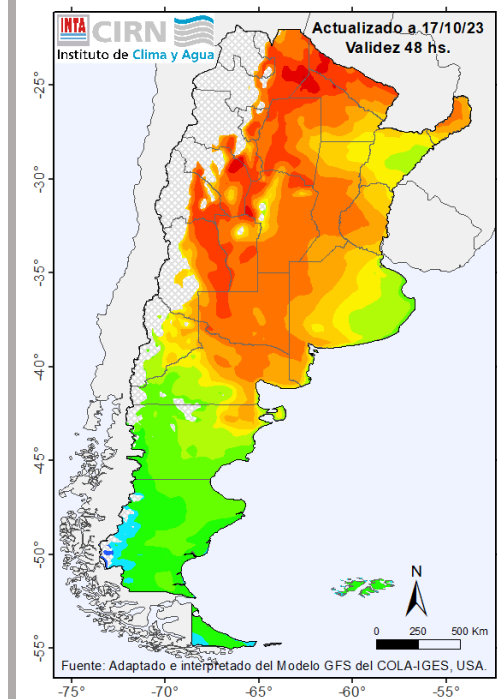 INTA CIRN
Instituto de Clima y Agua
Actualizado a 17/10/23
Validez 48 hs.
-25°
-30°
-35°
-40°
-45°
-50°
-55°
N
0 250 500 Km
Fuente: Adaptado e interpretado del Modelo GFS del COLA-IGES, USA.
-75° -70° -65° -60° -55°